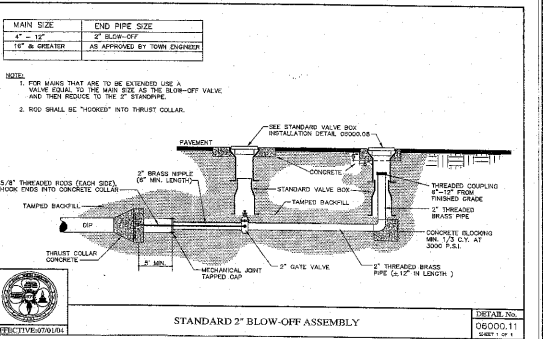 MAIN SIZE
END PIPE SIZE
4" - 12"
2" BLOW-OFF
16" & GREATER
AS APPROVED BY TOWN ENGINEER
NOTE:
1. FOR MAINS THAT ARE TO BE EXTENDED USE A
VALVE EQUAL TO THE MAIN SIZE AS THE BLOW-OFF VALVE
AND THEN REDUCE TO THE 2" STANDPIPE.
2. ROD SHALL BE "HOOKED" INTO THRUST COLLAR.
SEE STANDARD VALVE BOX
INSTALLATION DETAIL 06000.08
PAVEMENT
2" BRASS NIPPLE
(6" MIN. LENGTH)
CONCRETE
5/8" THREADED RODS (EACH SIDE),
HOOK ENDS INTO CONCRETE COLLAR
STANDARD VALVE BOX
THREADED COUPLING
6"-12" FROM
FINISHED GRADE
TAMPED BACKFILL
TAMPED BACKFILL
2" THREADED
BRASS PIPE
DIP
CONCRETE BLOCKING
MIN. 1/3 C.Y. AT
3000 P.S.I.
THRUST COLLAR
CONCRETE
5' MIN.
MECHANICAL JOINT
TAPPED CAP
2" GATE VALVE
2" THREADED BRASS
PIPE (±12" IN LENGTH )
EFFECTIVE:07/01/04
STANDARD 2" BLOW-OFF ASSEMBLY
DETAIL No.
06000.11
SHEET 1 OF 1